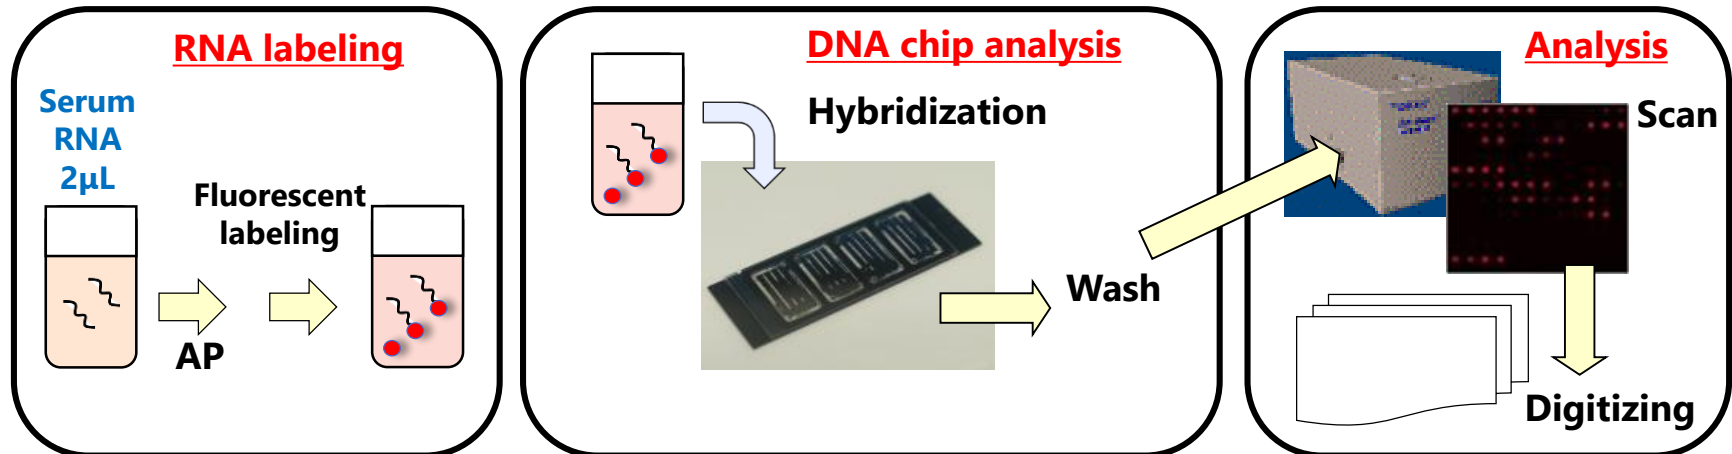 RNA labeling
Serum
RNA
2µL
Fluorescent
labeling
AP
DNA chip analysis
Hybridization
Wash
Analysis
Scan
Digitizing